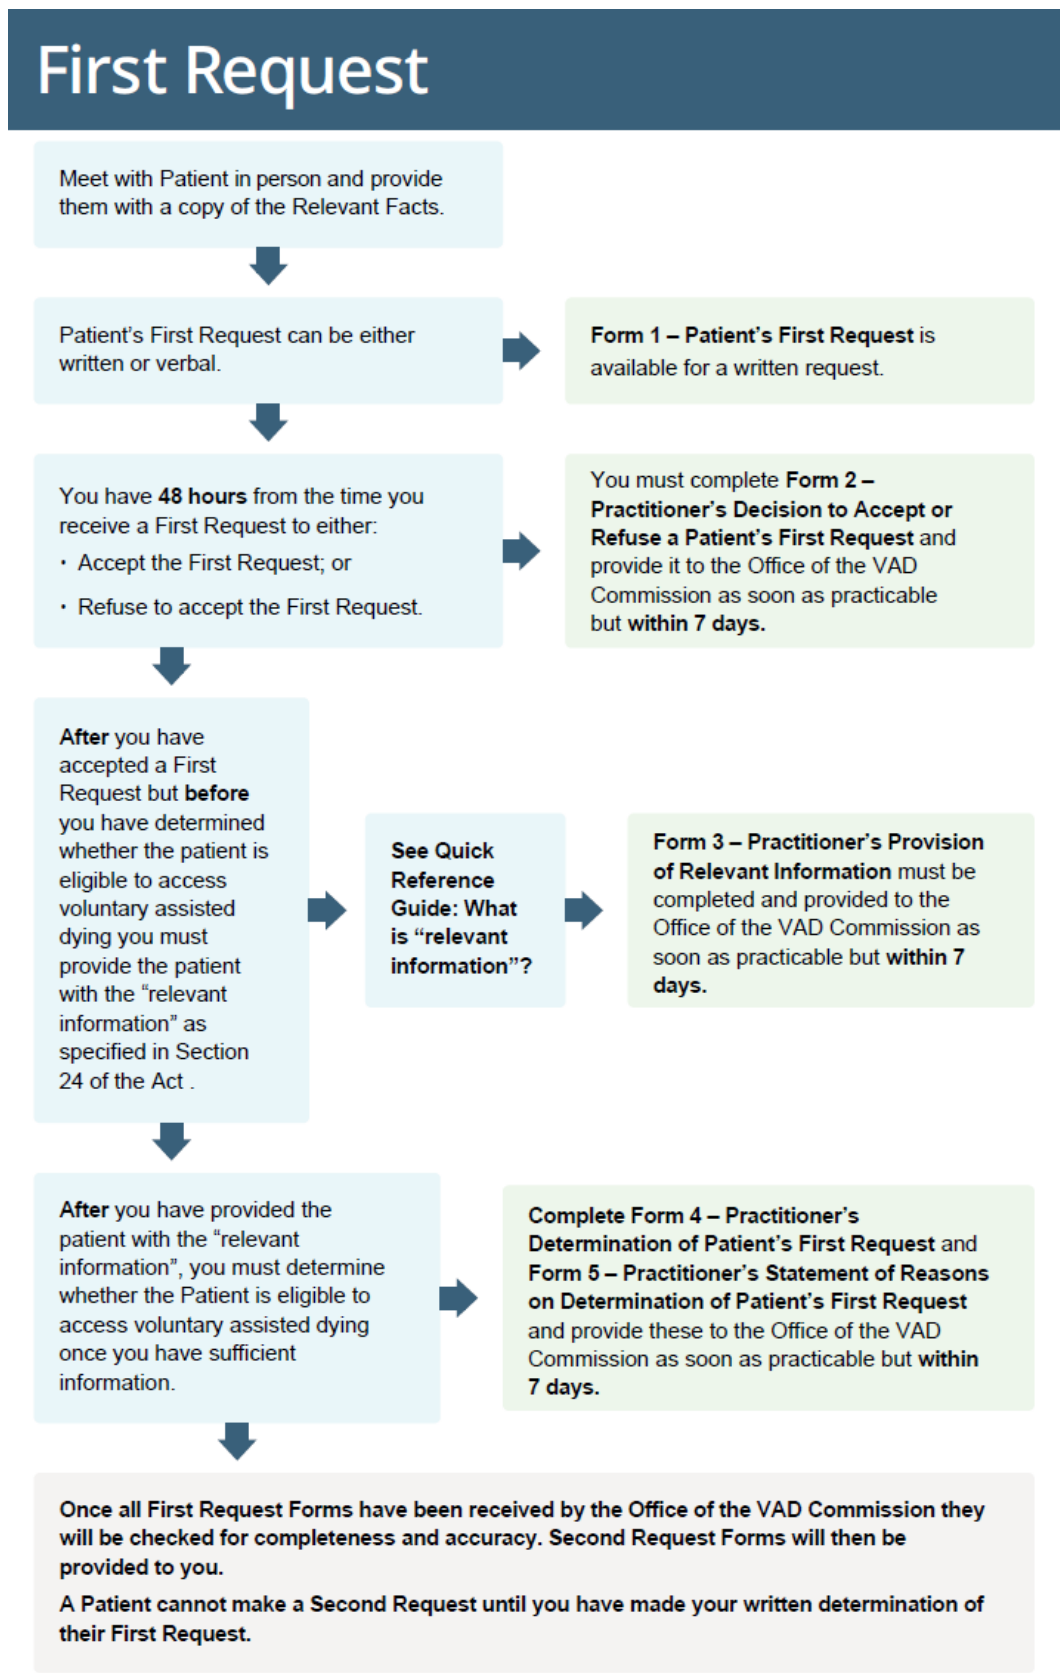 First Request
Meet with Patient in person and provide
them with a copy of the Relevant Facts.
Patient's First Request can be either
written or verbal.
Form 1 – Patient's First Request is
available for a written request.
You have 48 hours from the time you
receive a First Request to either:
· Accept the First Request; or
· Refuse to accept the First Request.
You must complete Form 2 –
Practitioner's Decision to Accept or
Refuse a Patient's First Request and
provide it to the Office of the VAD
Commission as soon as practicable
but within 7 days.
After you have
accepted a First
Request but before
you have determined
whether the patient is
eligible to access
voluntary assisted
dying you must
provide the patient
with the “relevant
information” as
specified in Section
24 of the Act .
See Quick
Reference
Guide: What
is “relevant
information”?
Form 3 – Practitioner's Provision
of Relevant Information must be
completed and provided to the
Office of the VAD Commission as
soon as practicable but within 7
days.
After you have provided the
patient with the “relevant
information”, you must determine
whether the Patient is eligible to
access voluntary assisted dying
once you have sufficient
information.
Complete Form 4 – Practitioner's
Determination of Patient's First Request and
Form 5 – Practitioner's Statement of Reasons
on Determination of Patient's First Request
and provide these to the Office of the VAD
Commission as soon as practicable but within
7 days.
Once all First Request Forms have been received by the Office of the VAD Commission they
will be checked for completeness and accuracy. Second Request Forms will then be
provided to you.
A Patient cannot make a Second Request until you have made your written determination of
their First Request.